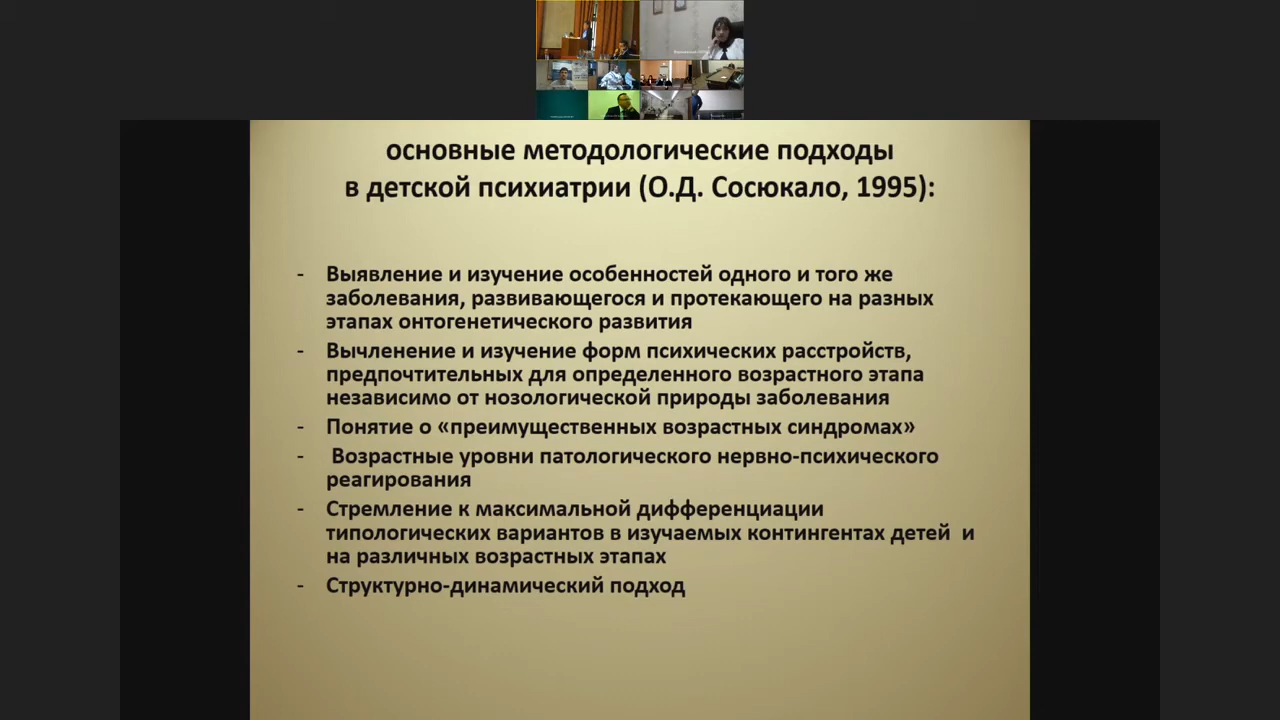 основные методологические подходы
в детской психиатрии (О.Д. Сосюкало, 1995):
- Выявление и изучение особенностей одного и того же
заболевания, развивающегося и протекающего на разных
этапах онтогенетического развития
- Вычленение и изучение форм психических расстройств,
предпочтительных для определенного возрастного этапа
независимо от нозологической природы заболевания
- Понятие о «преимущественных возрастных синдромах»
- Возрастные уровни патологического нервно-психического
реагирования
- Стремление к максимальной дифференциации
типологических вариантов в изучаемых контингентах детей и
на различных возрастных этапах
- Структурно-динамический подход